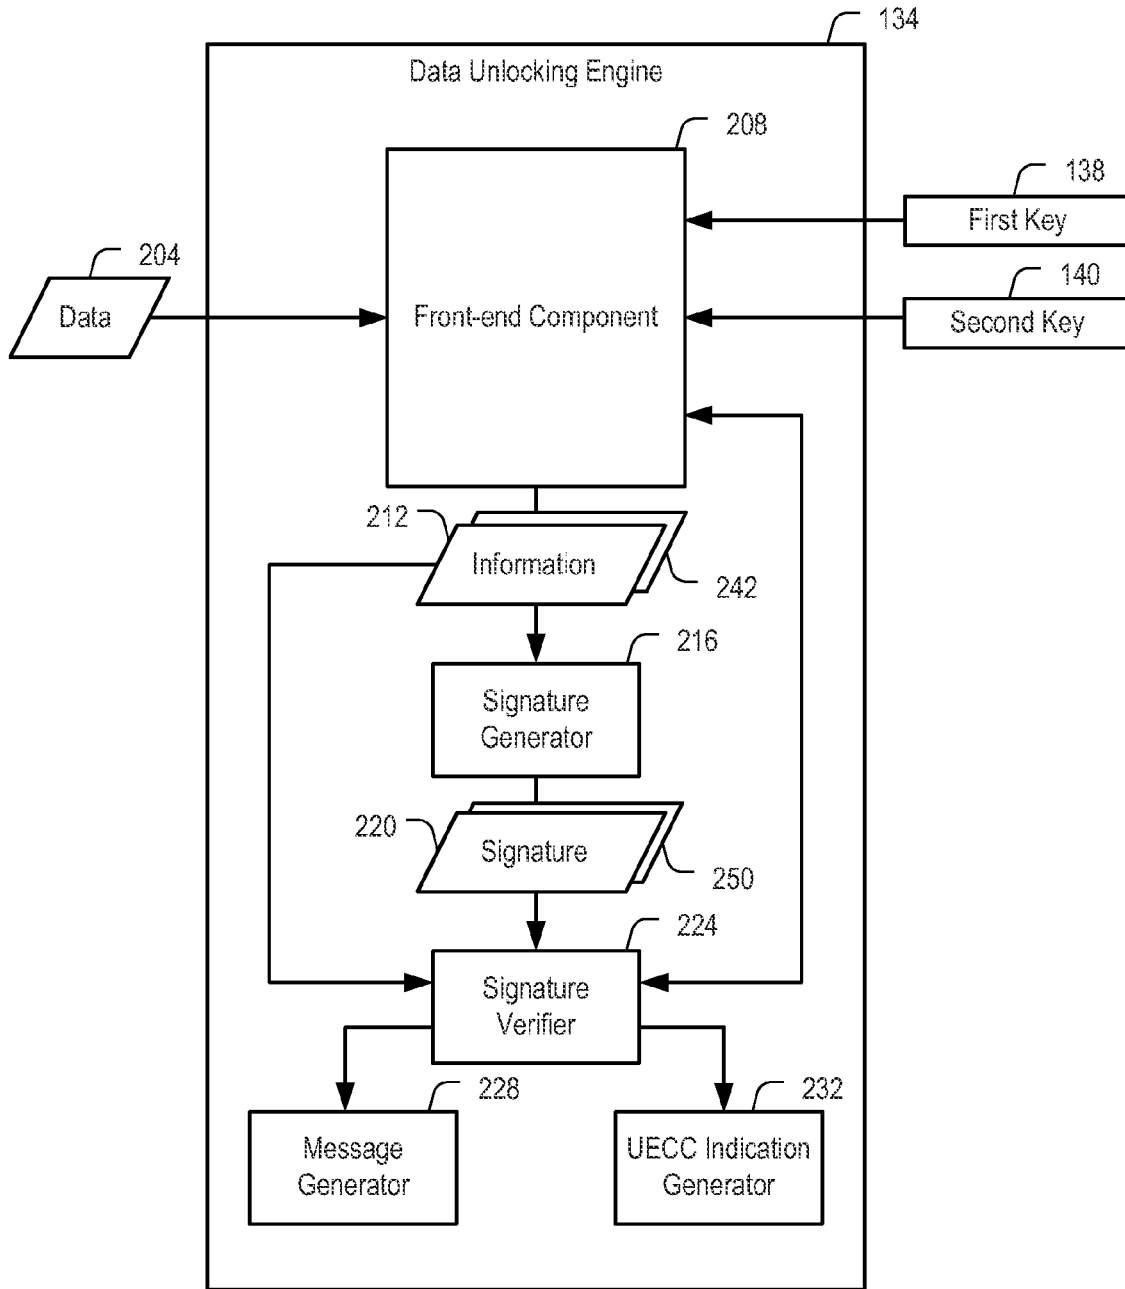 134
Data Unlocking Engine
208
138
First Key
204
140
Data
Front-end Component
Second Key
212
Information
242
216
Signature
Generator
220
Signature
250
224
Signature
Verifier
228
232
Message
Generator
UECC Indication
Generator